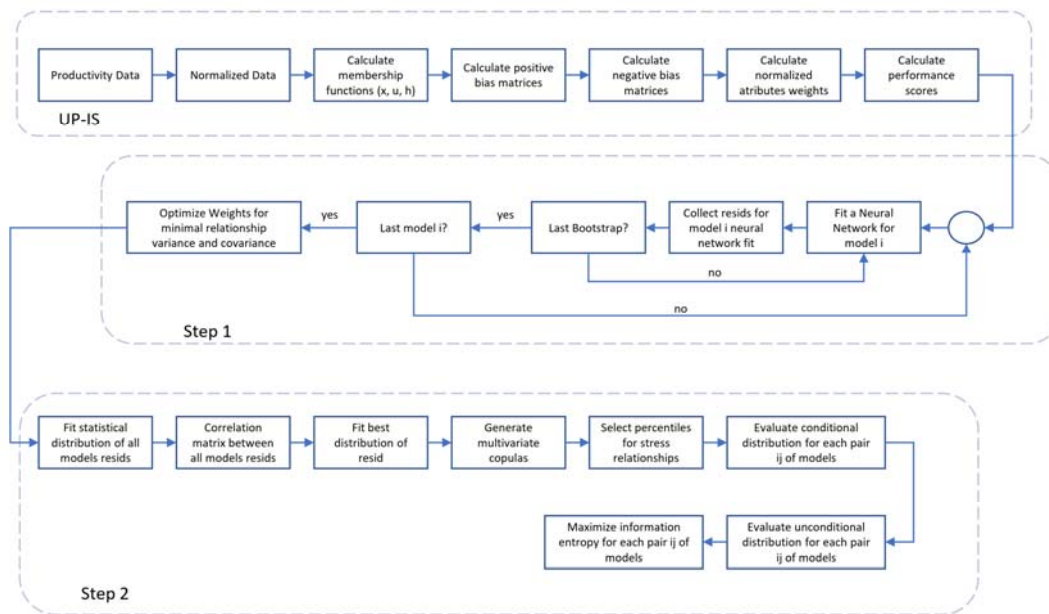 Productivity Data
Normalized Data
Calculate
membership
functions (x, u, h)
Calculate positive
bias matrices
Calculate
negative bias
matrices
Calculate
normalized
atributes weights
Calculate
performance
scores
UP-IS
Optimize Weights for
minimal relationship
variance and covariance
yes
Last model i?
yes
Last Bootstrap?
Collect resids for
model i neural
network fit
Fit a Neural
Network for
model i
no
no
Step 1
Fit statistical
distribution of all
models resids
Correlation
matrix between
all models resids
Fit best
distribution of
resid
Generate
multivariate
copulas
Select percentiles
for stress
relationships
Evaluate conditional
distribution for each pair
ij of models
Maximize information
entropy for each pair ij of
models
Evaluate unconditional
distribution for each pair
ij of models
Step 2